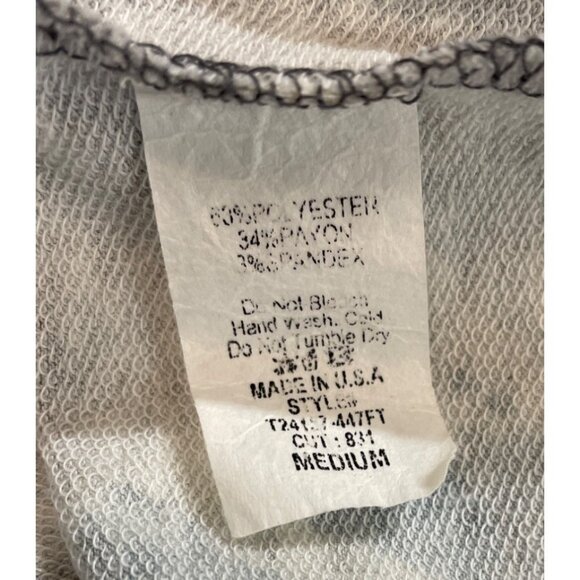 63%POLYESTER
34%RAYON
3%SPANDEX
Do Not Bleach
Hand Wash, Cold
Do Not Tumble Dry
MADE IN U.S.A
STYLE#
CUT : 831
MEDIUM